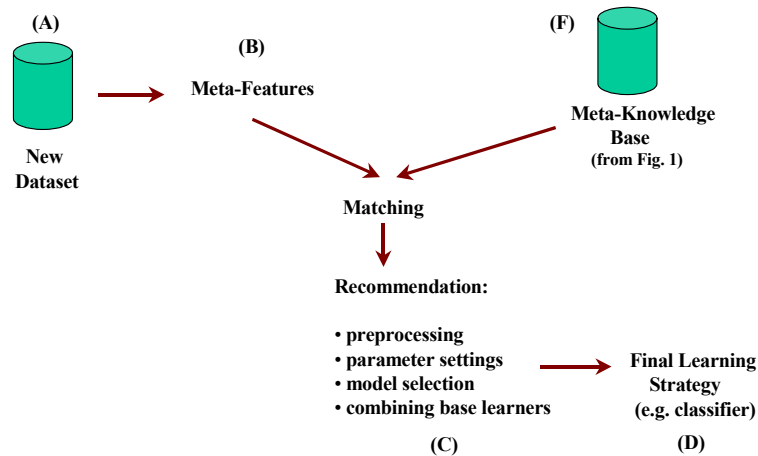 (A)
(B)
(F)
Meta-Features
New
Dataset
Meta-Knowledge
Base
(from Fig. 1)
Matching
Recommendation:
• preprocessing
• parameter settings
• model selection
• combining base learners
(C)
Final Learning
Strategy
(e.g. classifier)
(D)